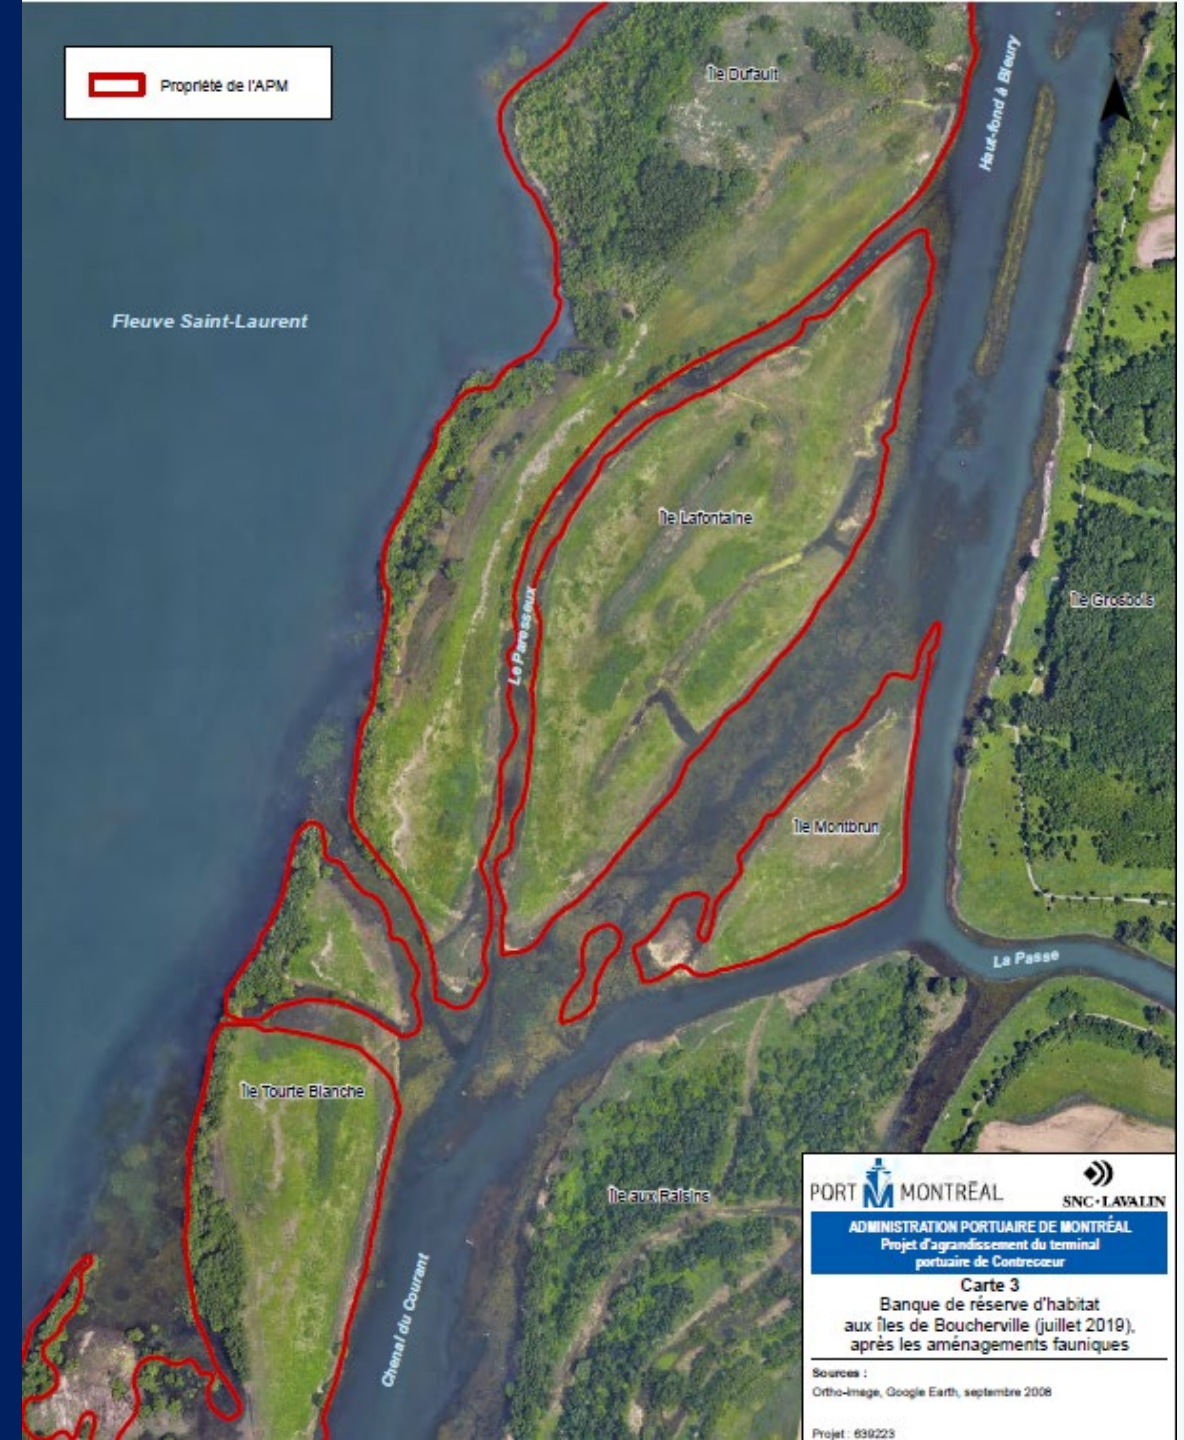 Propriété de l'APM
Île Dufault
Haut-fond à Bleury
Fleuve Saint-Laurent
Île Lafontaine
Le Paresseux
Île Grosbois
Île Montbrun
La Passe
Île Tourte Blanche
Île aux Raisins
Chenal du Courant
PORT MONTRÉAL
SNC·LAVALIN
ADMINISTRATION PORTUAIRE DE MONTRÉAL
Projet d'agrandissement du terminal
portuaire de Contrecœur
Carte 3
Banque de réserve d'habitat
aux îles de Boucherville (juillet 2019),
après les aménagements fauniques
Sources :
Ortho-image, Google Earth, septembre 2008
Projet : 639223